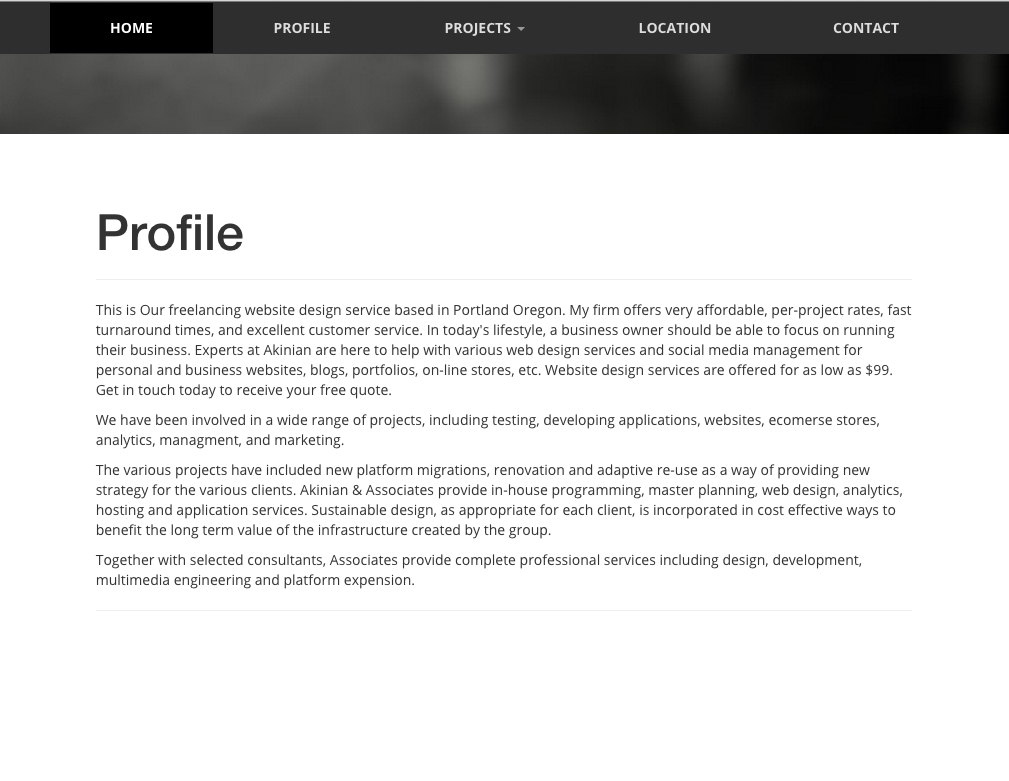 HOME PROFILE PROJECTS LOCATION CONTACT
Profile
This is Our freelancing website design service based in Portland Oregon. My firm offers very affordable, per-project rates, fast
turnaround times, and excellent customer service. In today's lifestyle, a business owner should be able to focus on running
their business. Experts at Akinian are here to help with various web design services and social media management for
personal and business websites, blogs, portfolios, on-line stores, etc. Website design services are offered for as low as $99.
Get in touch today to receive your free quote.
We have been involved in a wide range of projects, including testing, developing applications, websites, ecomerse stores,
analytics, managment, and marketing.
The various projects have included new platform migrations, renovation and adaptive re-use as a way of providing new
strategy for the various clients. Akinian & Associates provide in-house programming, master planning, web design, analytics,
hosting and application services. Sustainable design, as appropriate for each client, is incorporated in cost effective ways to
benefit the long term value of the infrastructure created by the group.
Together with selected consultants, Associates provide complete professional services including design, development,
multimedia engineering and platform expension.